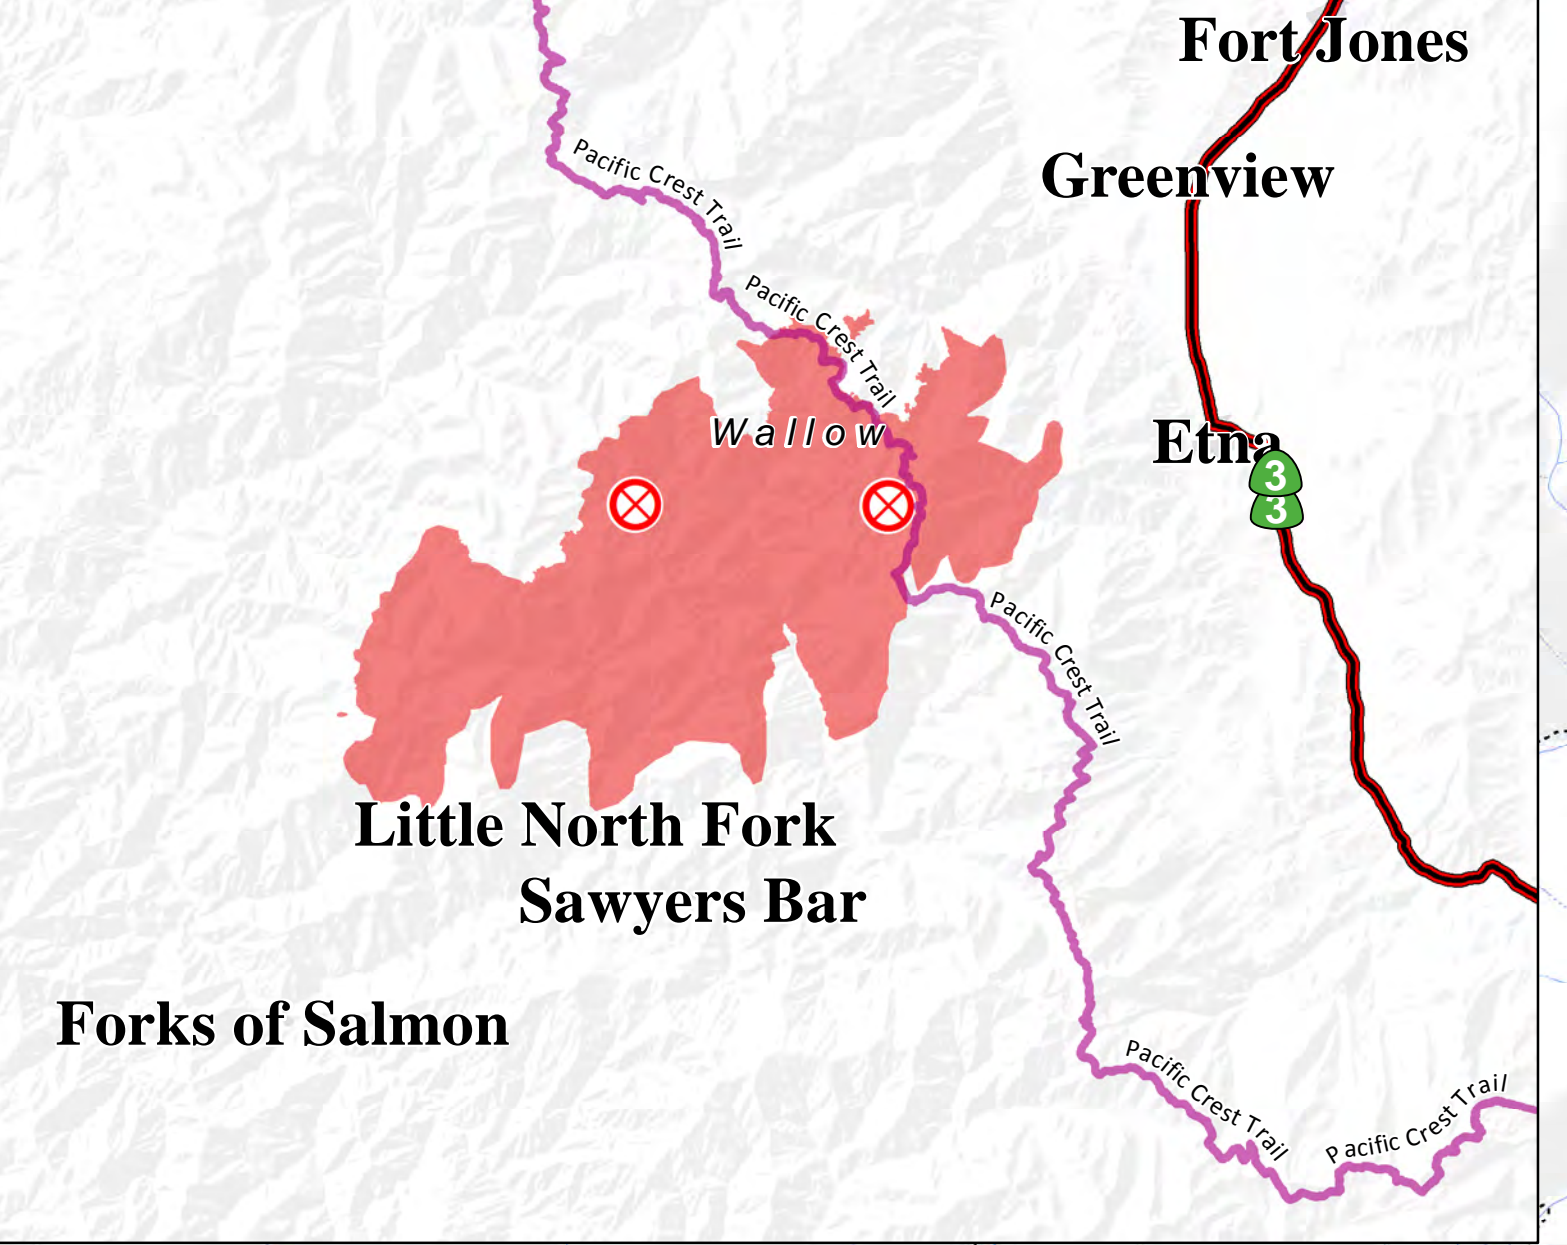 Fort Jones
Pacific Crest Trail
Greenview
Pacific Crest Trail
Wallow
Etna
3
3
Pacific Crest Trail
Little North Fork
Sawyers Bar
Forks of Salmon
Pacific Crest Trail
Pacific Crest Trail